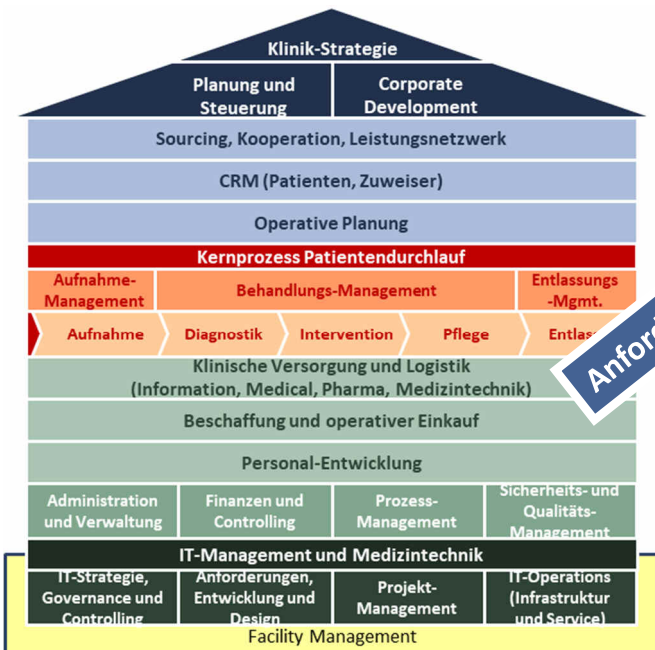 Klinik-Strategie
Planung und
Steuerung
Corporate
Development
Sourcing, Kooperation, Leistungsnetzwerk
CRM (Patienten, Zuweiser)
Operative Planung
Kernprozess Patientendurchlauf
Aufnahme-
Management
Behandlungs-Management
Entlassungs
-Mgmt.
Aufnahme
Diagnostik
Intervention
Pflege
Klinische Versorgung und Logistik
(Information, Medical, Pharma, Medizintechnik)
Beschaffung und operativer Einkauf
Personal-Entwicklung
Administration
und Verwaltung
Finanzen und
Controlling
Prozess-
Management
Sicherheits- und
Qualitäts-
Management
IT-Management und Medizintechnik
IT-Strategie,
Governance und
Controlling
Anforderungen,
Entwicklung und
Design
Projekt-
Management
IT-Operations
(Infrastruktur
und Service)
Facility Management